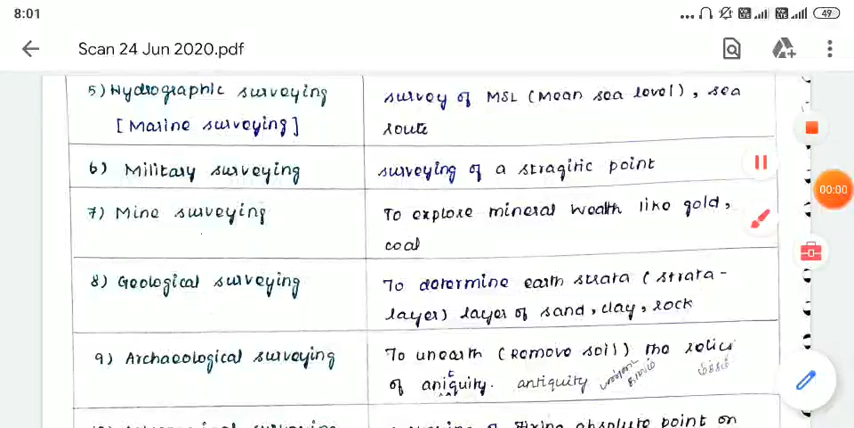 8:01
49
Scan 24 Jun 2020.pdf
5) Hydrographic surveying
[Marine surveying]
survey of MSL (Mean sea level), sea
route
6) Military surveying
surveying of a stragitic point
7) Mine surveying
To explore mineral wealth like gold,
coal
8) Geological surveying
To determine earth strata (strata-
layer) layer of sand, clay, rock
9) Archaeological surveying
To unearth (Remove soil) the relics
of aniquity. antiquity
absolute point on
00:00